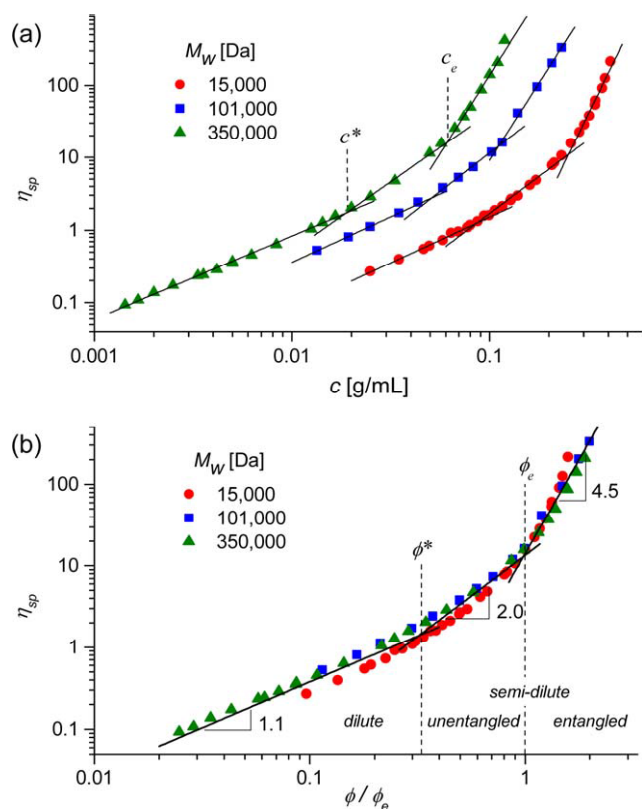 (a)
M_W [Da]
15,000
101,000
350,000
c*
c_e
100
10
1
0.1
η_sp
0.001
0.01
0.1
c [g/mL]
(b)
M_W [Da]
15,000
101,000
350,000
ϕ*
ϕ_e
4.5
2.0
1.1
100
10
1
0.1
η_sp
semi-dilute
dilute
unentangled
entangled
0.01
0.1
1
ϕ / ϕ_e